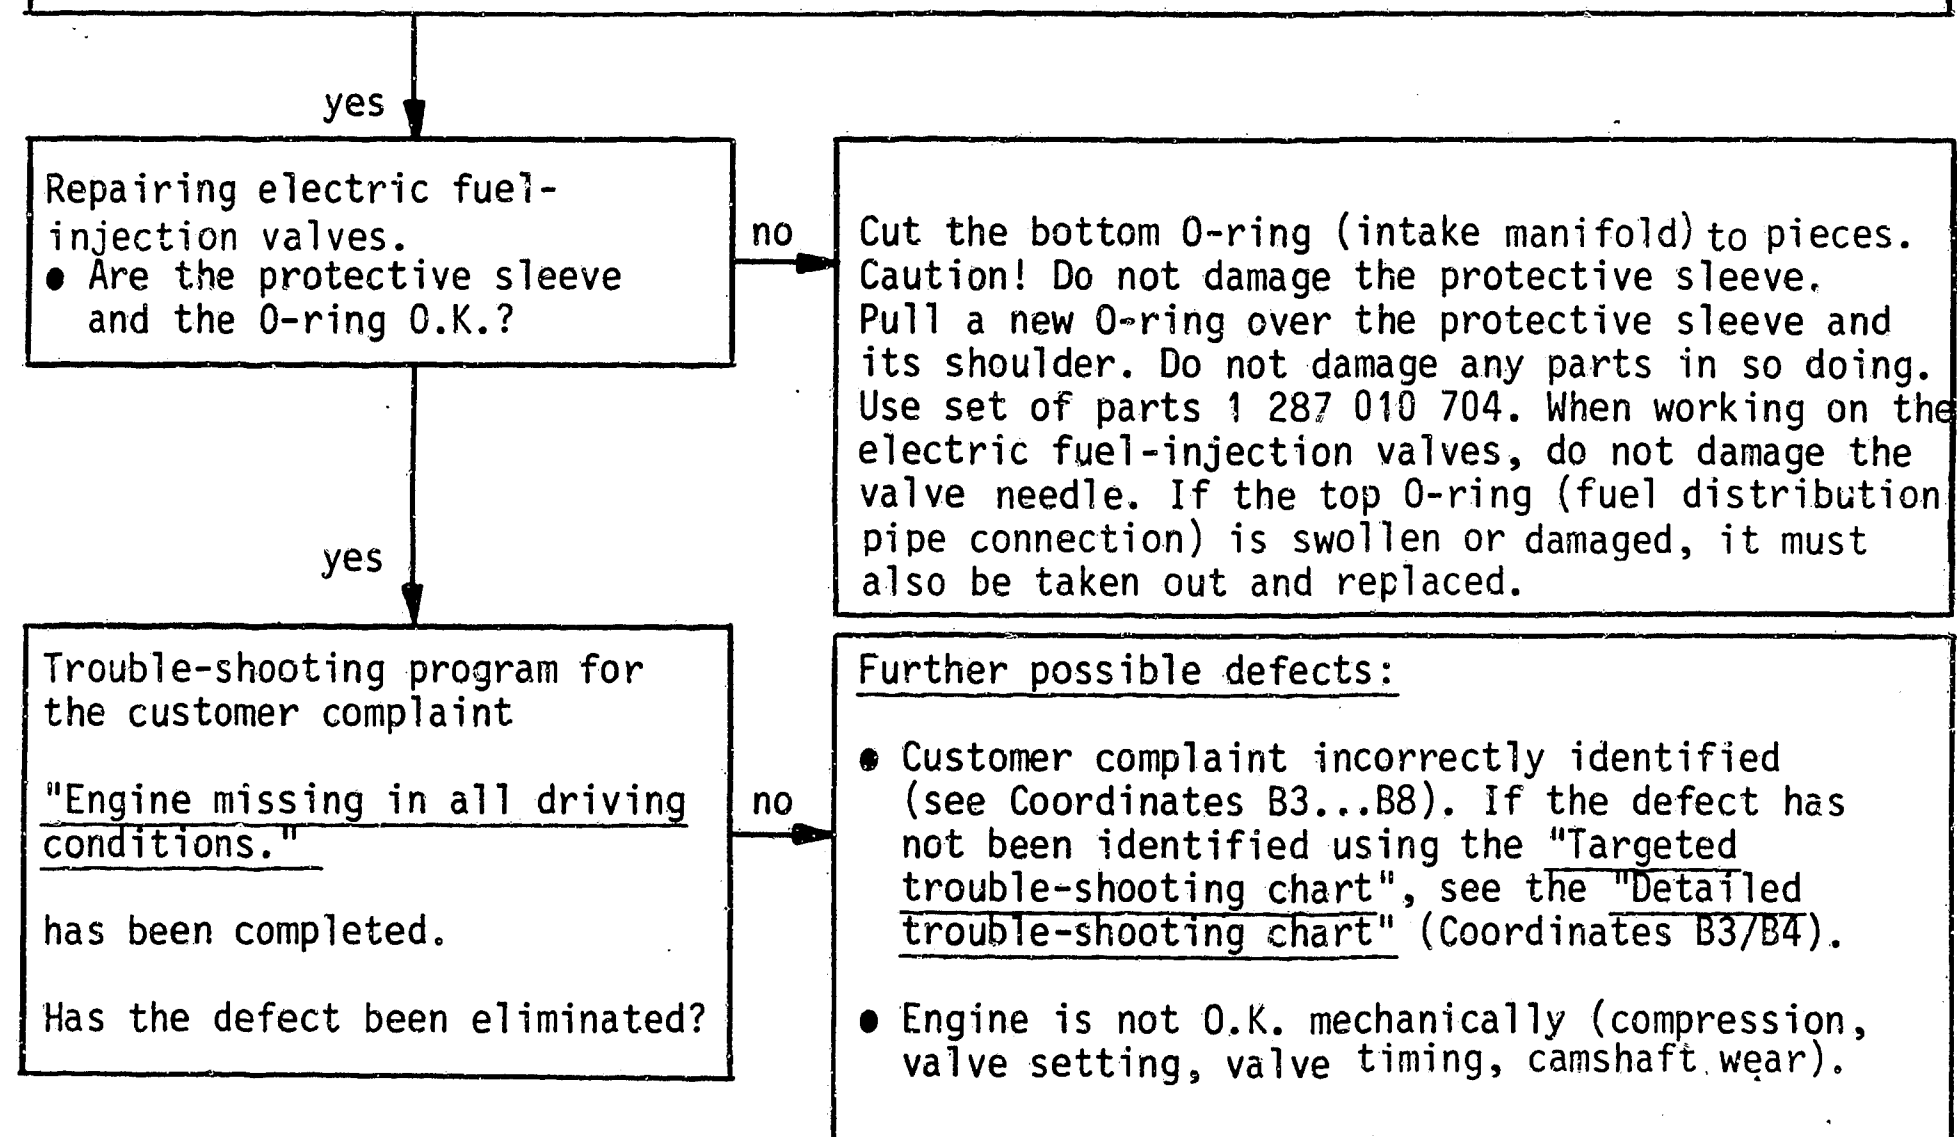 yes
Repairing electric fuel-
injection valves.
● Are the protective sleeve
and the O-ring O.K.?
no
Cut the bottom O-ring (intake manifold) to pieces.
Caution! Do not damage the protective sleeve.
Pull a new O-ring over the protective sleeve and
its shoulder. Do not damage any parts in so doing.
Use set of parts 1 287 010 704. When working on the
electric fuel-injection valves, do not damage the
valve needle. If the top O-ring (fuel distribution
pipe connection) is swollen or damaged, it must
also be taken out and replaced.
yes
Trouble-shooting program for
the customer complaint
"Engine missing in all driving
conditions."
has been completed.
Has the defect been eliminated?
no
Further possible defects:
● Customer complaint incorrectly identified
(see Coordinates B3...B8). If the defect has
not been identified using the "Targeted
trouble-shooting chart", see the "Detailed
trouble-shooting chart" (Coordinates B3/B4).
● Engine is not O.K. mechanically (compression,
valve setting, valve timing, camshaft wear).